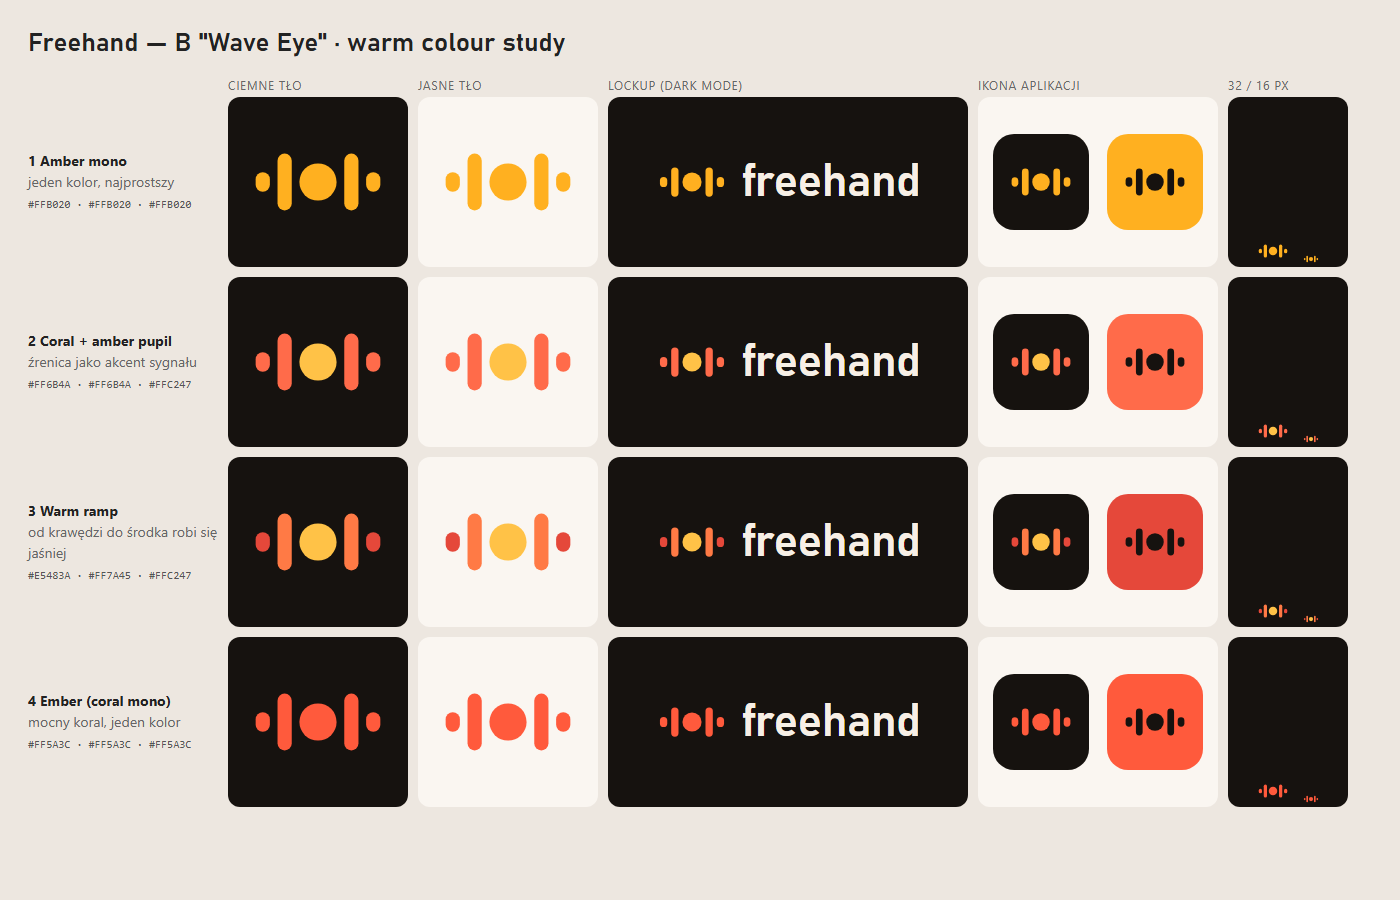 Freehand — B "Wave Eye" · warm colour study
CIEMNE TŁO
JASNE TŁO
LOCKUP (DARK MODE)
IKONA APLIKACJI
32 / 16 PX
1 Amber mono
jeden kolor, najprostszy
#FFB020 · #FFB020 · #FFB020
freehand
2 Coral + amber pupil
źrenica jako akcent sygnału
#FF6B4A · #FF6B4A · #FFC247
freehand
3 Warm ramp
od krawędzi do środka robi się
jaśniej
#E5483A · #FF7A45 · #FFC247
freehand
4 Ember (coral mono)
mocny koral, jeden kolor
#FF5A3C · #FF5A3C · #FF5A3C
freehand